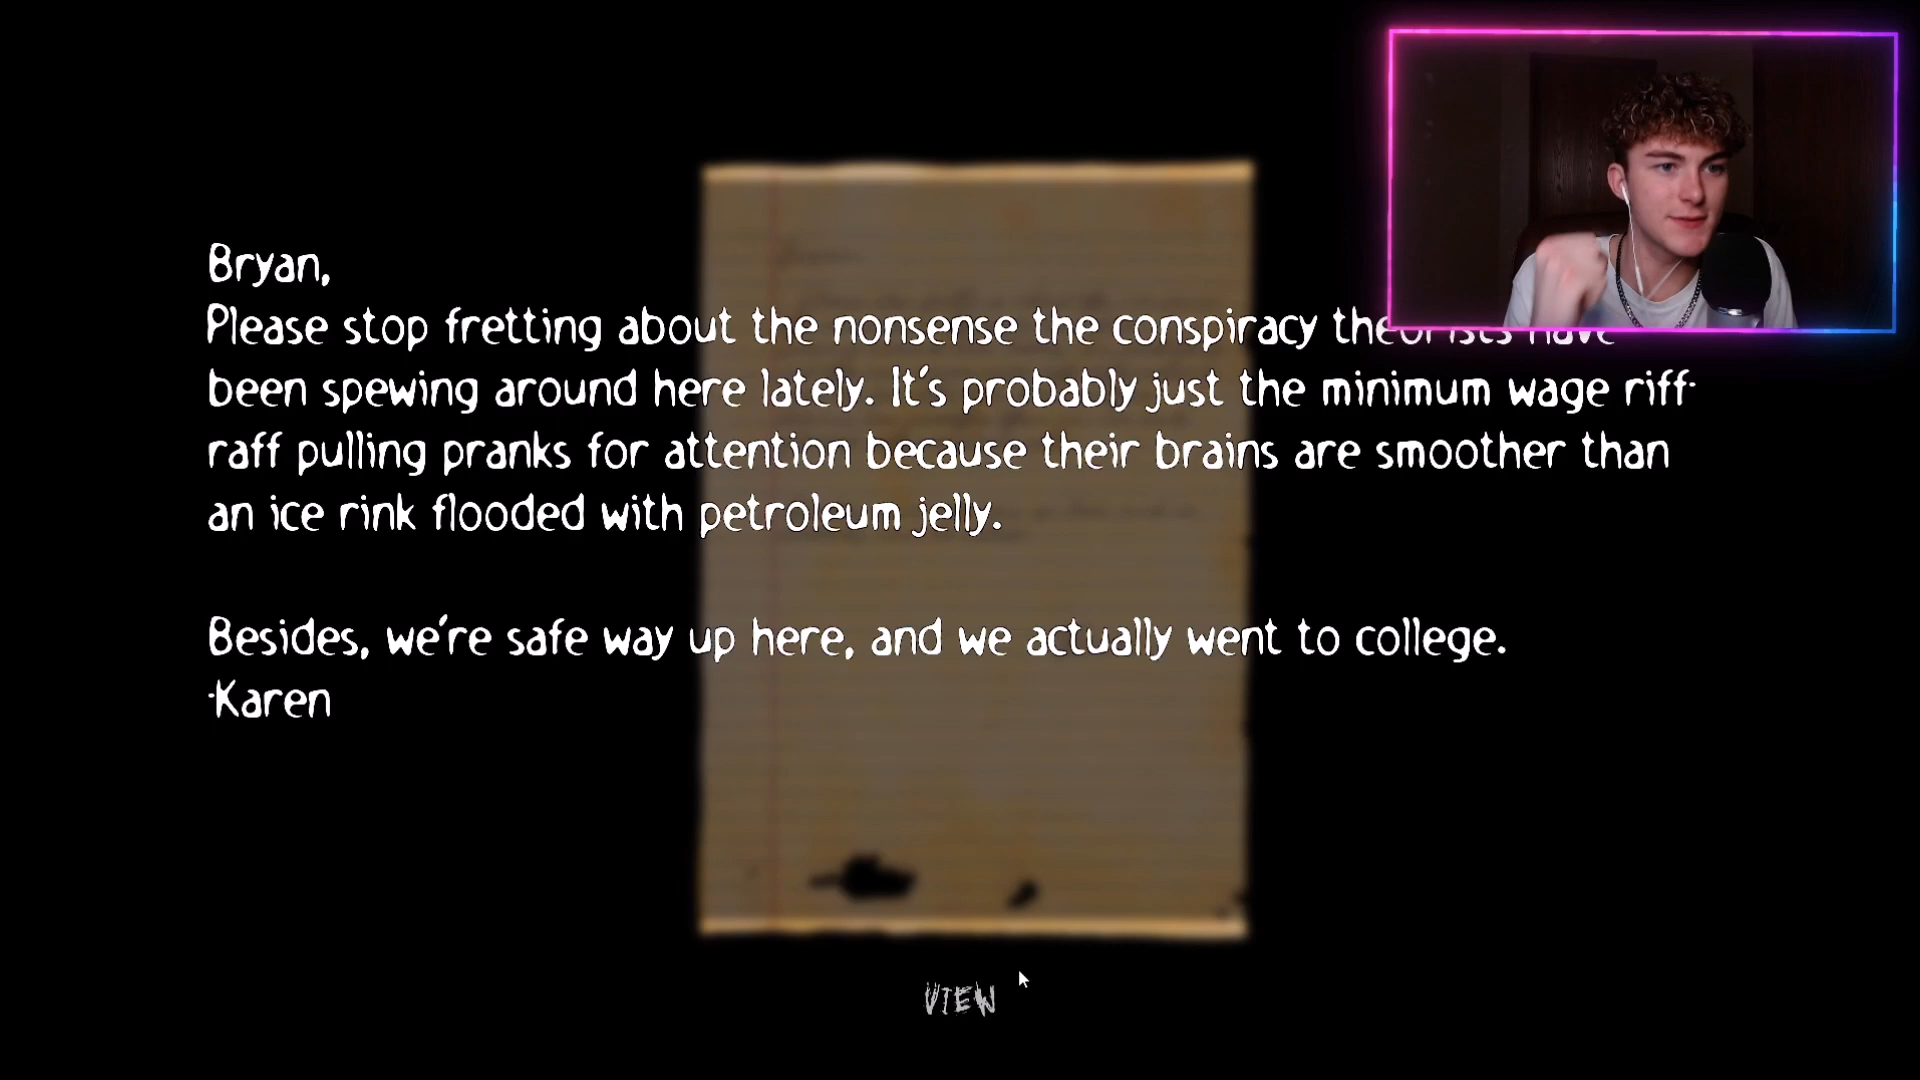 Bryan,
Please stop fretting about the nonsense the conspiracy theorists have
been spewing around here lately. It's probably just the minimum wage riff-
raff pulling pranks for attention because their brains are smoother than
an ice rink flooded with petroleum jelly.
Besides, we're safe way up here, and we actually went to college.
-Karen
VIEW